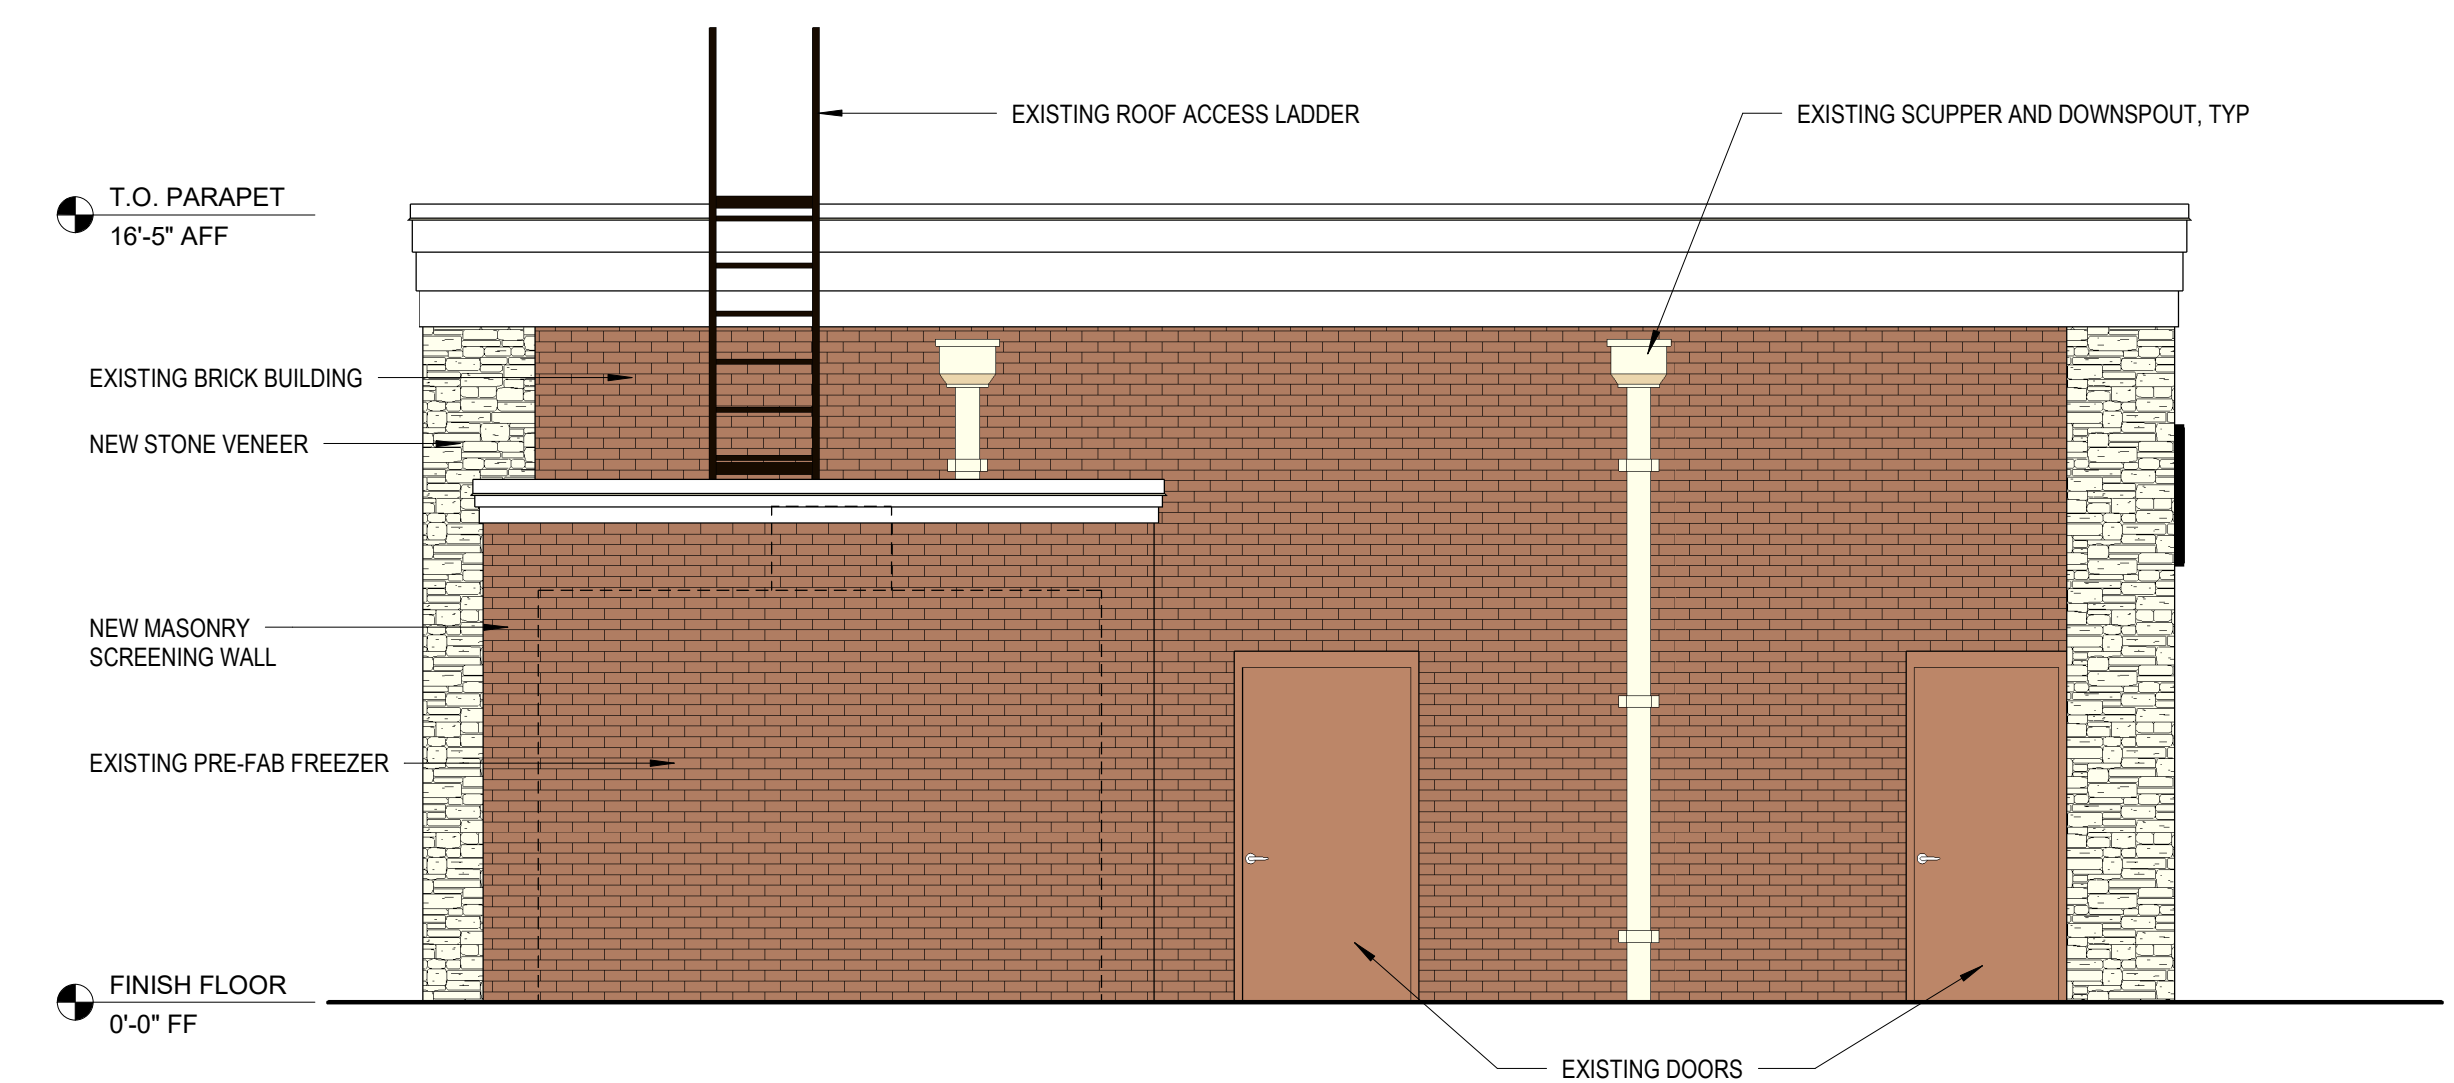 EXISTING ROOF ACCESS LADDER
EXISTING SCUPPER AND DOWNSPOUT, TYP
T.O. PARAPET
16'-5" AFF
EXISTING BRICK BUILDING
NEW STONE VENEER
NEW MASONRY
SCREENING WALL
EXISTING PRE-FAB FREEZER
FINISH FLOOR
0'-0" FF
EXISTING DOORS